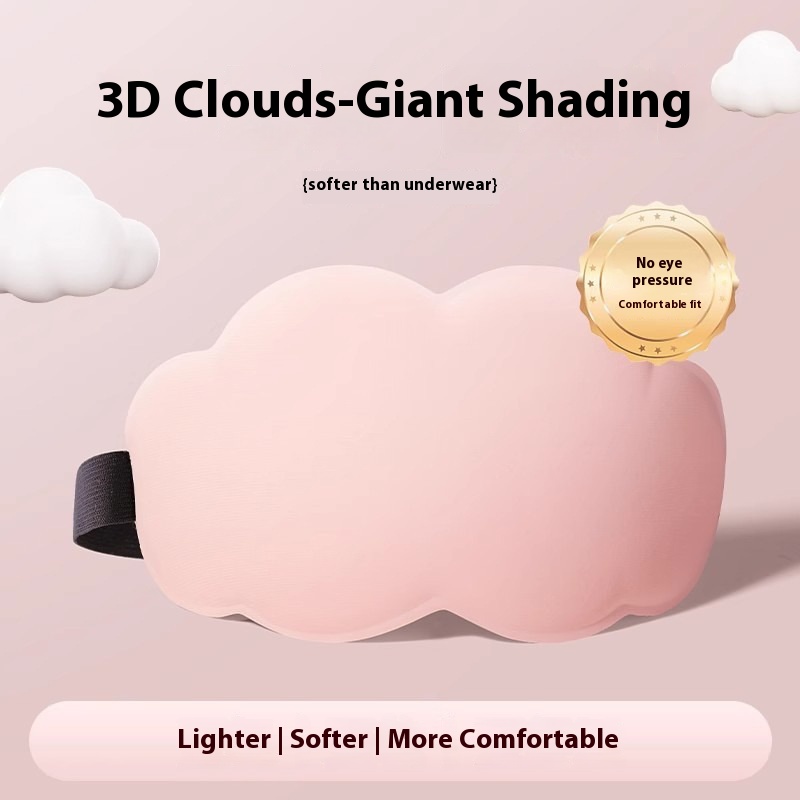 3D Clouds-Giant Shading
{softer than underwear}
No eye
pressure
Comfortable fit
Lighter | Softer | More Comfortable